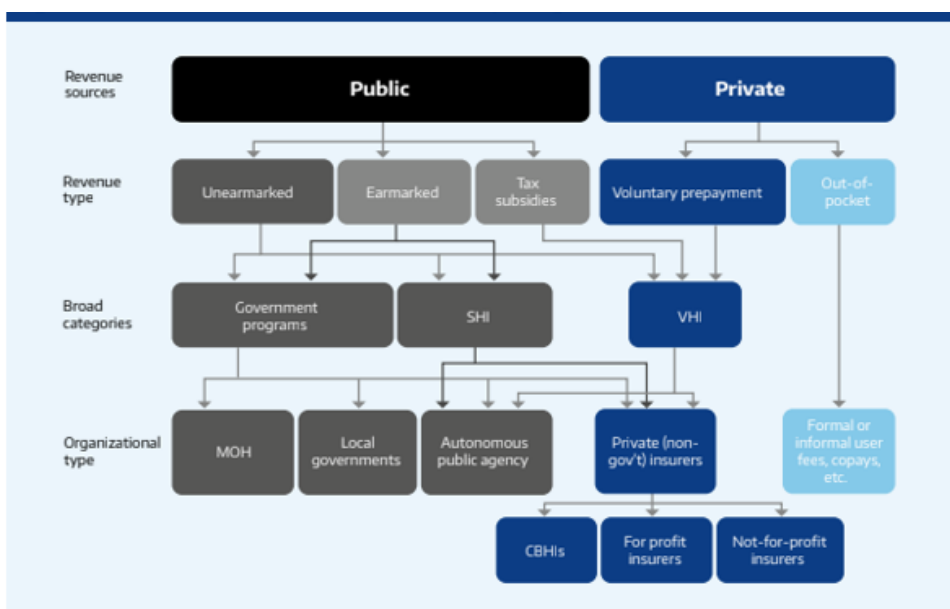 Revenue
sources
Public
Private
Revenue
type
Unearmarked
Earmarked
Tax
subsidies
Voluntary prepayment
Out-of-
pocket
Broad
categories
Government
programs
SHI
VHI
Organizational
type
MOH
Local
governments
Autonomous
public agency
Private (non-
gov't) insurers
Formal or
informal user
fees, copays,
etc.
CBHIs
For profit
insurers
Not-for-profit
insurers